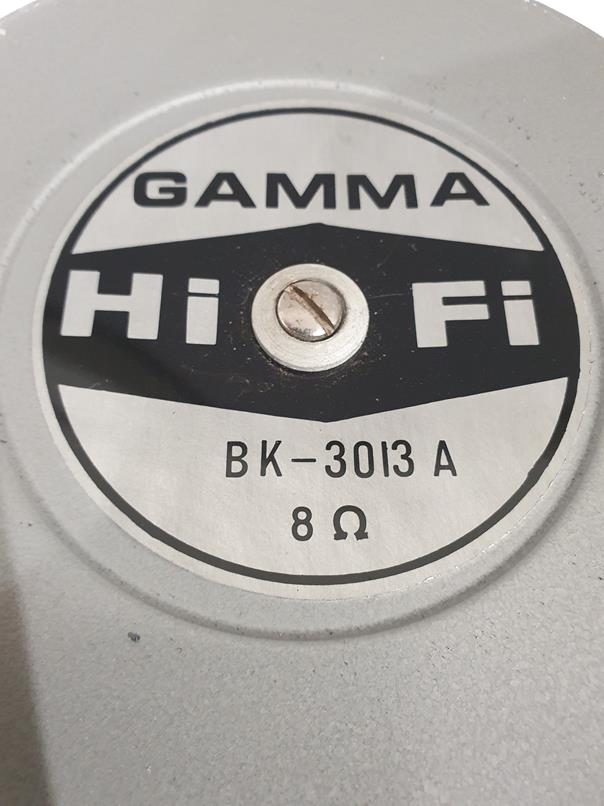 GAMMA
Hi Fi
BK-3013 A
8 Ω